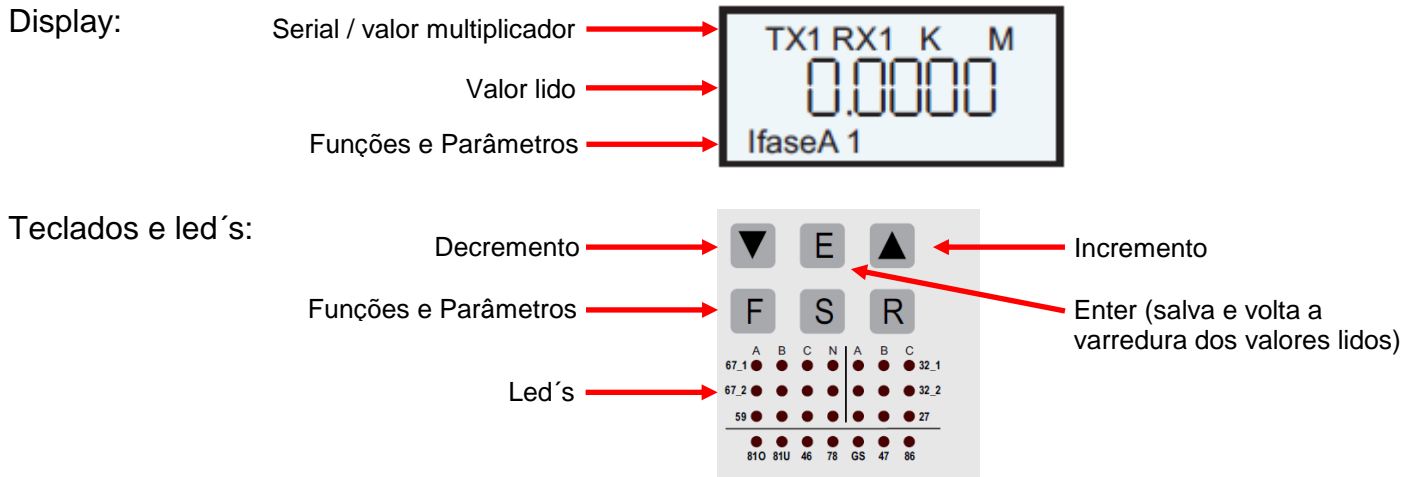 Display:
Serial / valor multiplicador
TX1 RX1 K M
Valor lido
0.0000
Funções e Parâmetros
IfaseA 1
Teclados e led´s:
Decremento
E
Incremento
Funções e Parâmetros
F S R
Enter (salva e volta a
varredura dos valores lidos)
A B C N A B C
67_1 32_1
Led´s
67_2 32_2
59 27
81O 81U 46 78 GS 47 86